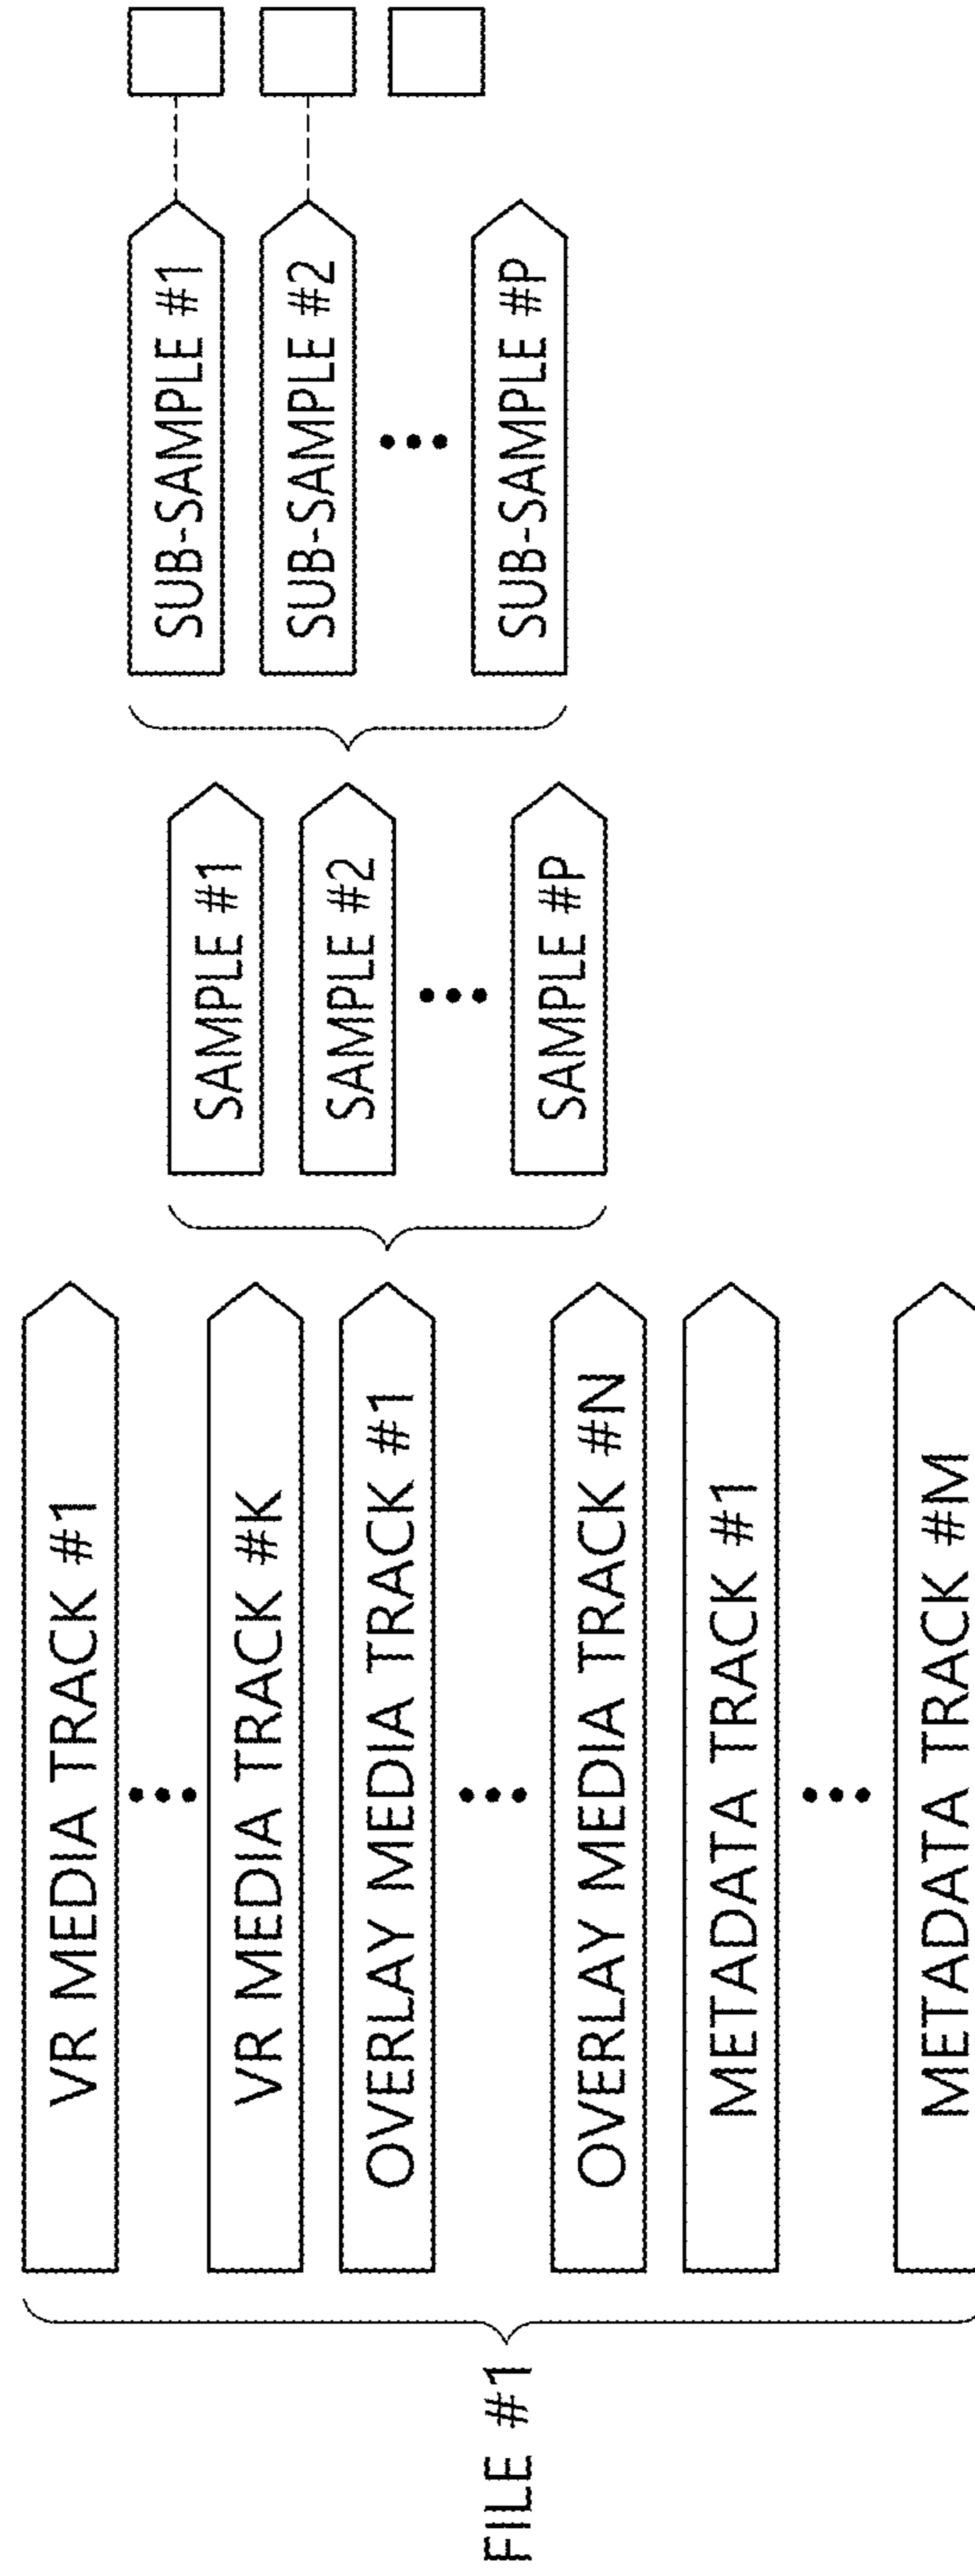 FILE #1
VR MEDIA TRACK #1
VR MEDIA TRACK #K
OVERLAY MEDIA TRACK #1
OVERLAY MEDIA TRACK #N
METADATA TRACK #1
METADATA TRACK #M
SAMPLE #1
SAMPLE #2
SAMPLE #P
SUB-SAMPLE #1
SUB-SAMPLE #2
SUB-SAMPLE #P